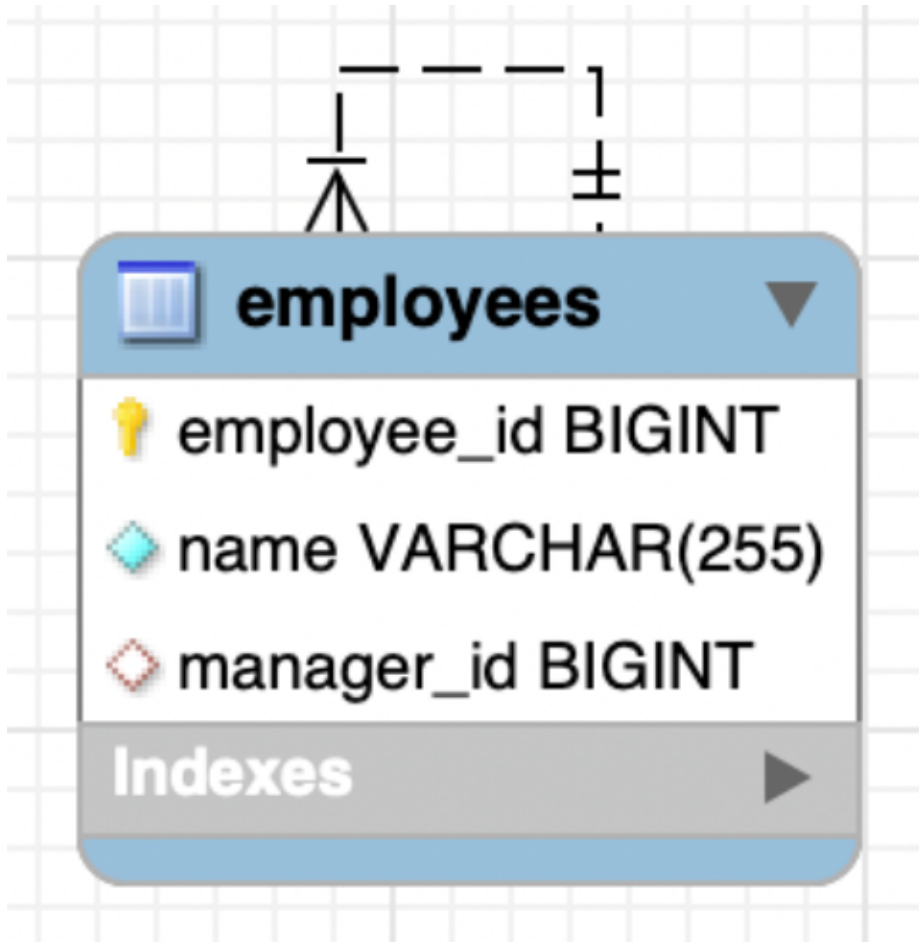 employees
employee_id BIGINT
name VARCHAR(255)
manager_id BIGINT
Indexes